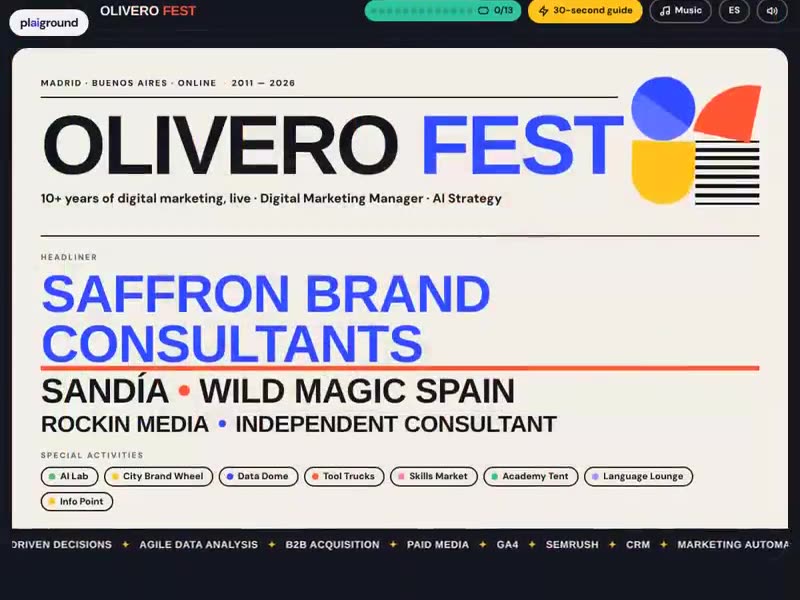 plaiground
OLIVERO FEST
0/13
30-second guide
Music
ES
MADRID · BUENOS AIRES · ONLINE · 2011 — 2026
OLIVERO FEST
10+ years of digital marketing, live · Digital Marketing Manager · AI Strategy
HEADLINER
SAFFRON BRAND
CONSULTANTS
SANDÍA • WILD MAGIC SPAIN
ROCKIN MEDIA • INDEPENDENT CONSULTANT
SPECIAL ACTIVITIES
AI Lab
City Brand Wheel
Data Dome
Tool Trucks
Skills Market
Academy Tent
Language Lounge
Info Point
DRIVEN DECISIONS ✦ AGILE DATA ANALYSIS ✦ B2B ACQUISITION ✦ PAID MEDIA ✦ GA4 ✦ SEMRUSH ✦ CRM ✦ MARKETING AUTOMA